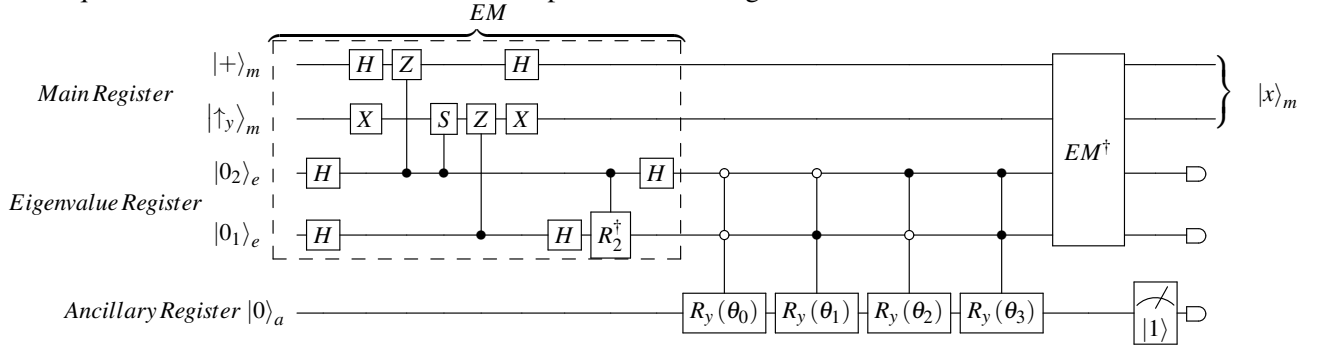 EM
|+⟩m H Z H
Main Register |x⟩m
|↑y⟩m X S Z X
EM†
|02⟩e H H
Eigenvalue Register
|01⟩e H H R2†
Ancillary Register |0⟩a Ry(θ0) Ry(θ1) Ry(θ2) Ry(θ3) |1⟩